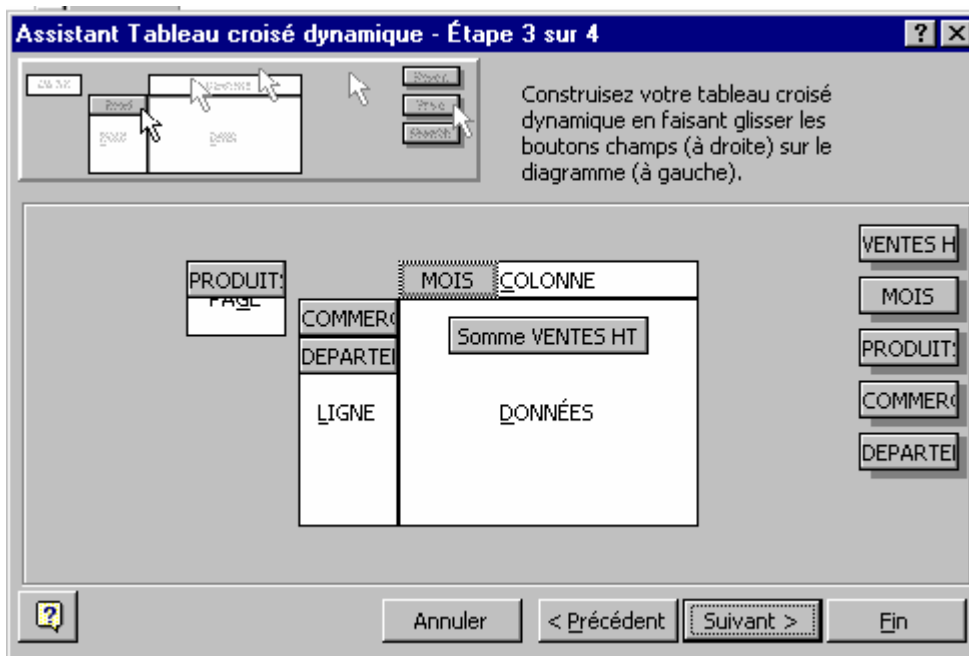 Assistant Tableau croisé dynamique - Étape 3 sur 4
Construisez votre tableau croisé
dynamique en faisant glisser les
boutons champs (à droite) sur le
diagramme (à gauche).
PRODUIT
PAGE
MOIS COLONNE
COMMER
DEPARTE
Somme VENTES HT
LIGNE
DONNÉES
VENTES H
MOIS
PRODUIT
COMMER
DEPARTE
Annuler
< Précédent
Suivant >
Fin